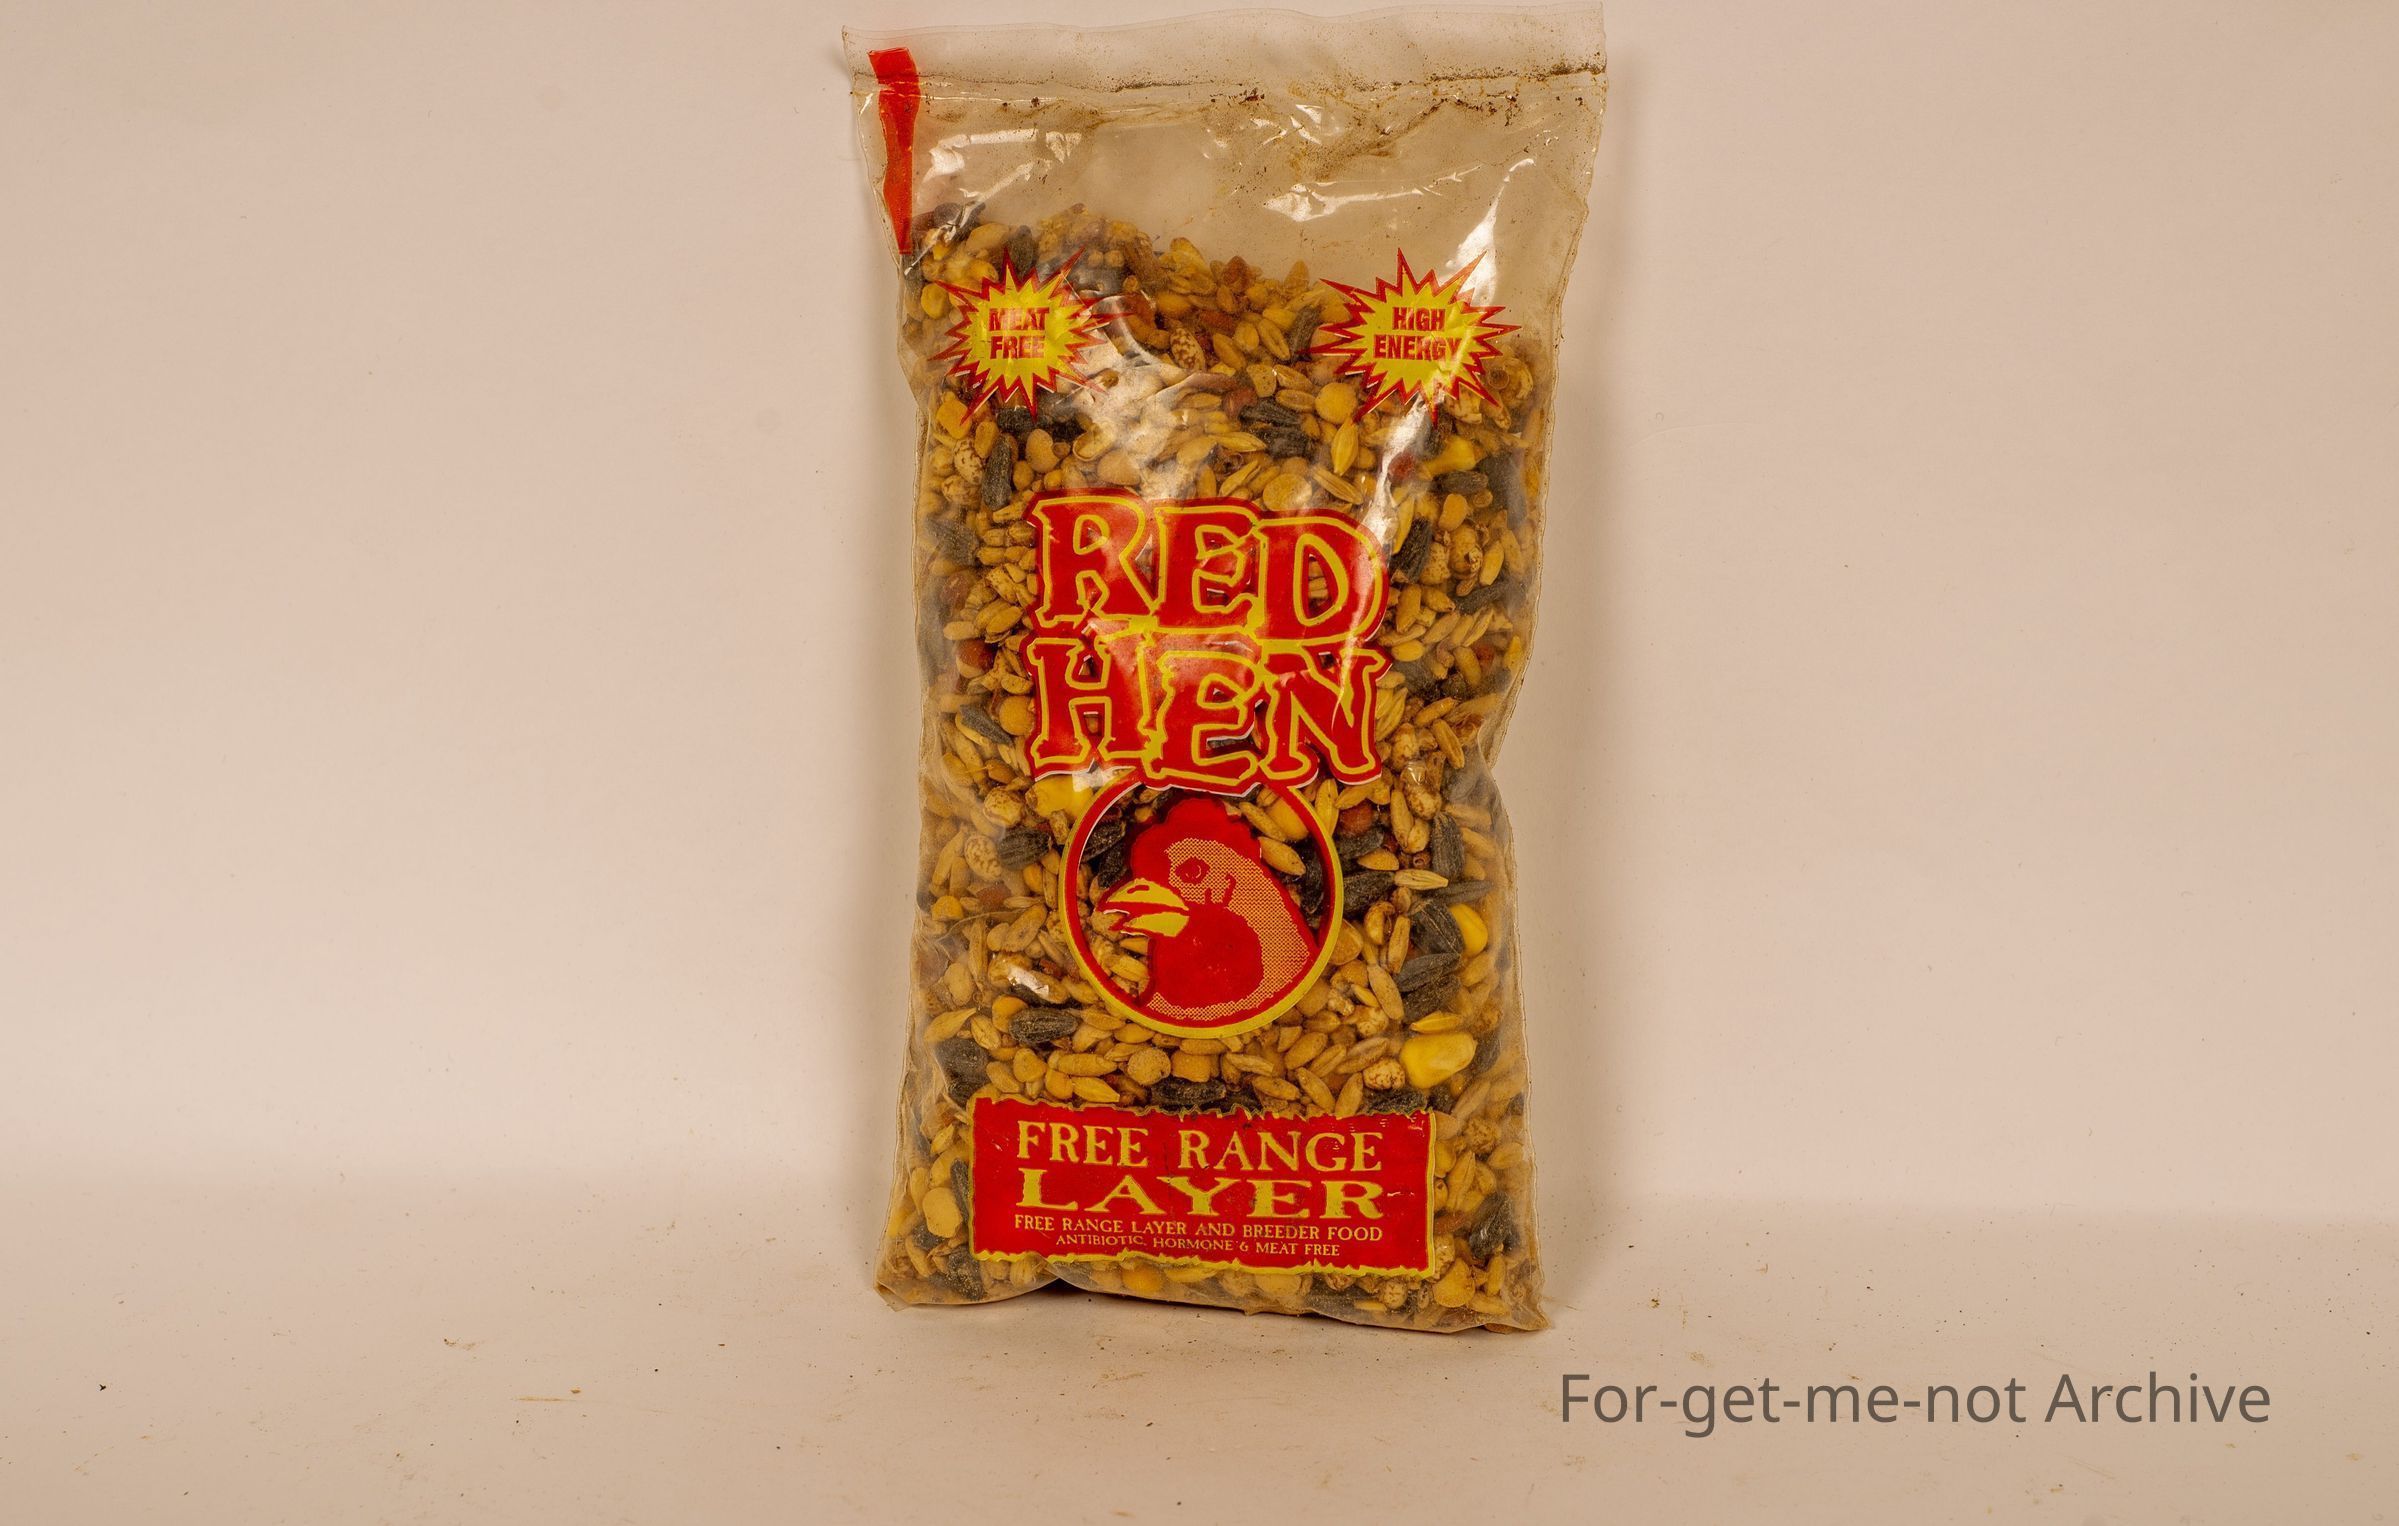 MEAT
FREE
HIGH
ENERGY
RED
HEN
FREE RANGE
LAYER
FREE RANGE LAYER AND BREEDER FOOD
ANTIBIOTIC, HORMONE & MEAT FREE
For-get-me-not Archive